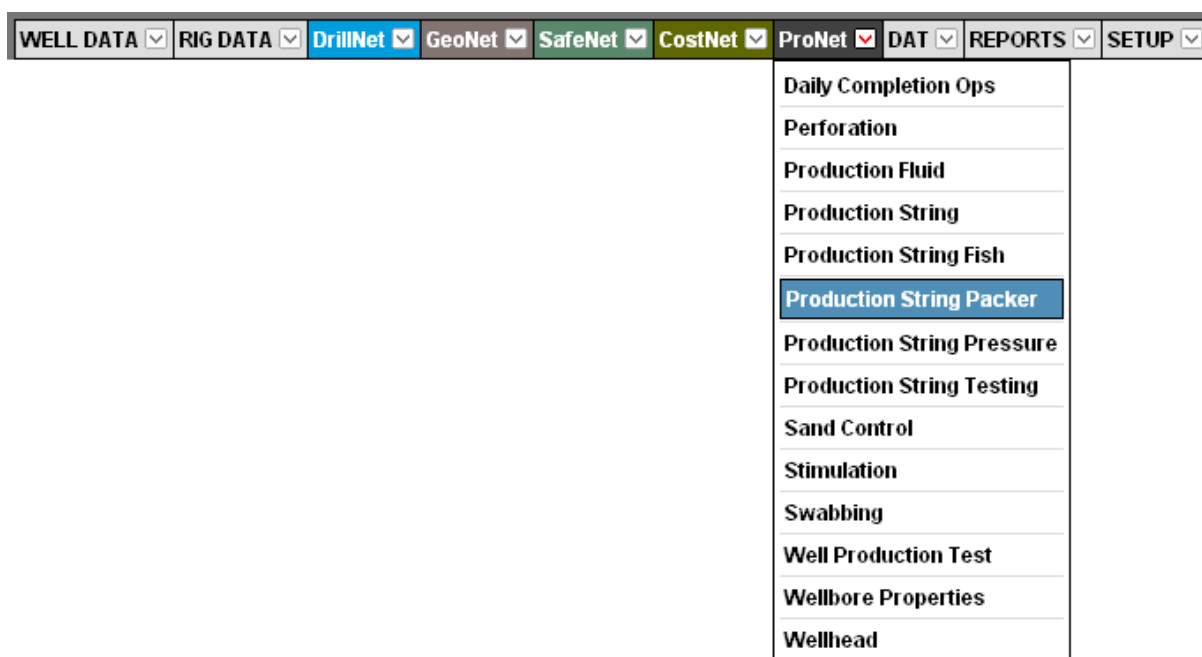 WELL DATA RIG DATA DrillNet GeoNet SafeNet CostNet ProNet DAT REPORTS SETUP
Daily Completion Ops
Perforation
Production Fluid
Production String
Production String Fish
Production String Packer
Production String Pressure
Production String Testing
Sand Control
Stimulation
Swabbing
Well Production Test
Wellbore Properties
Wellhead